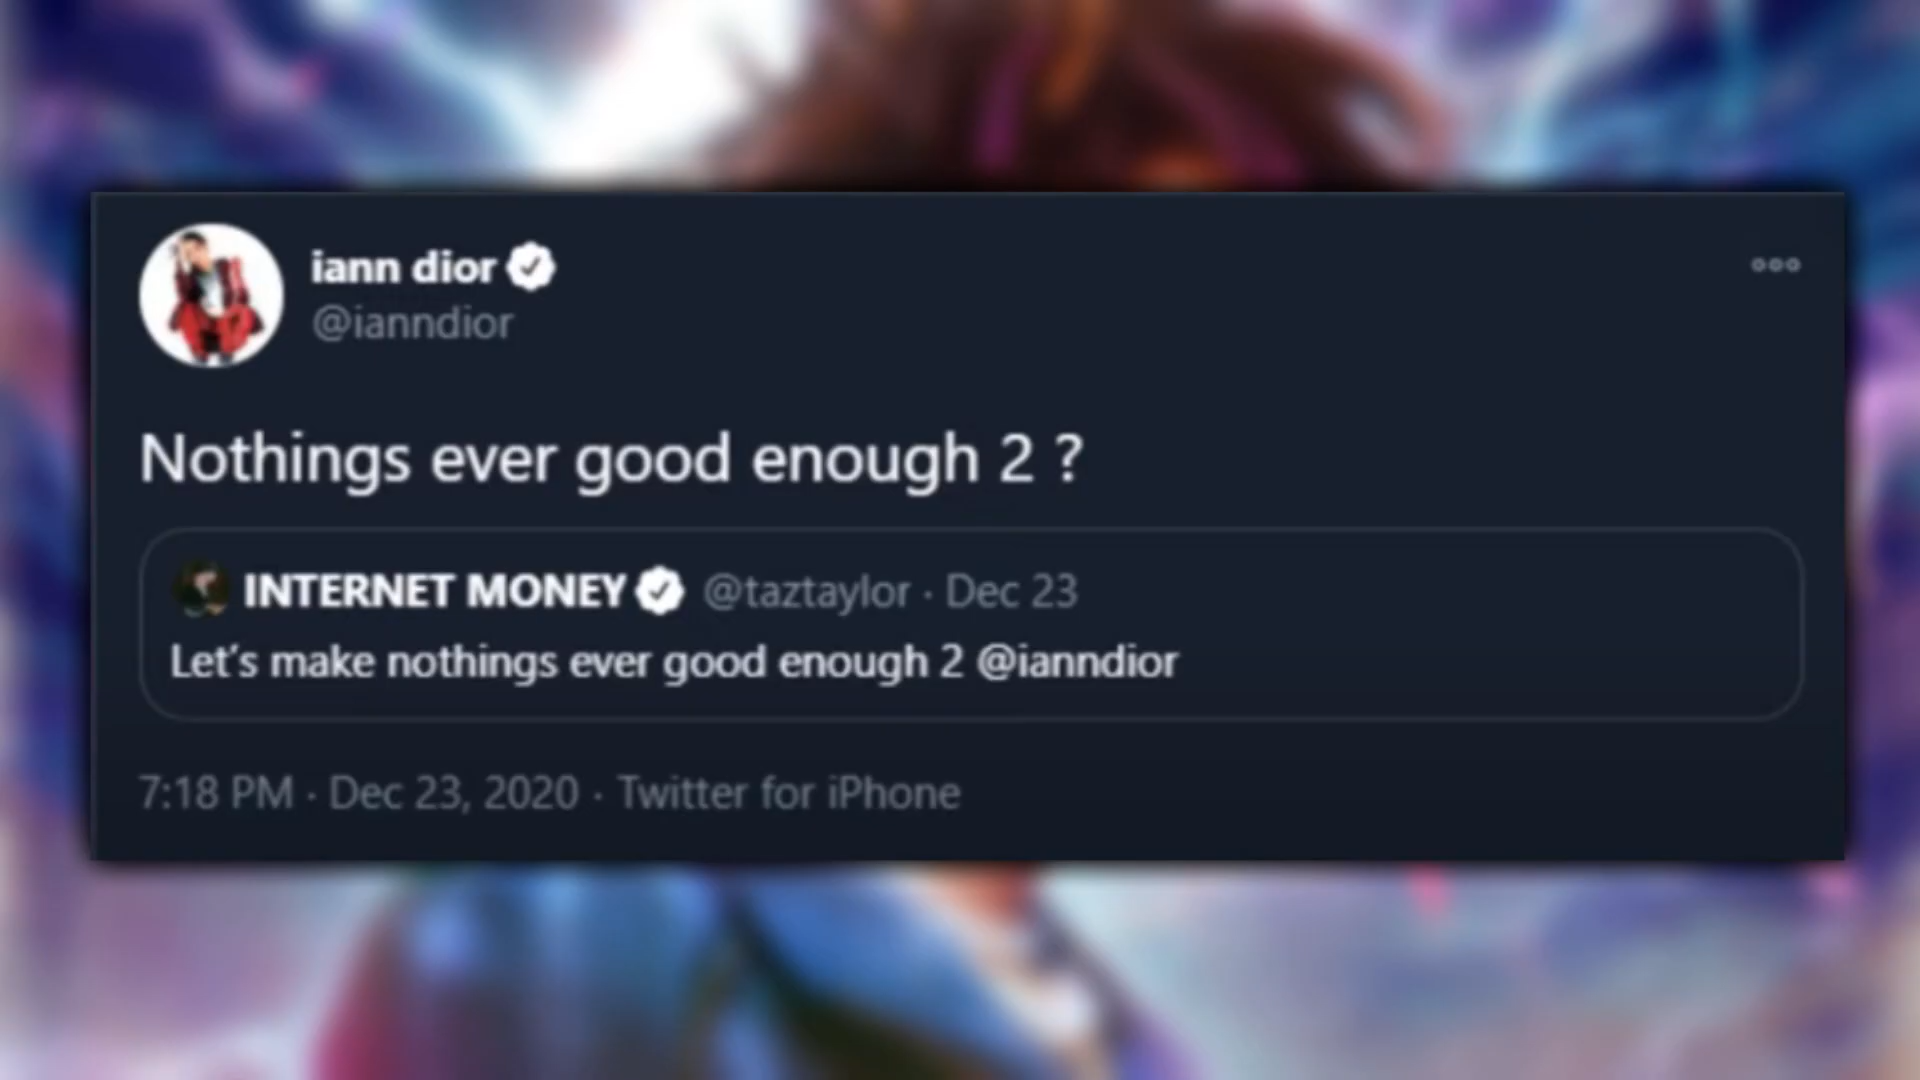 iann dior
@ianndior
Nothings ever good enough 2 ?
INTERNET MONEY @taztaylor · Dec 23
Let's make nothings ever good enough 2 @ianndior
7:18 PM · Dec 23, 2020 · Twitter for iPhone